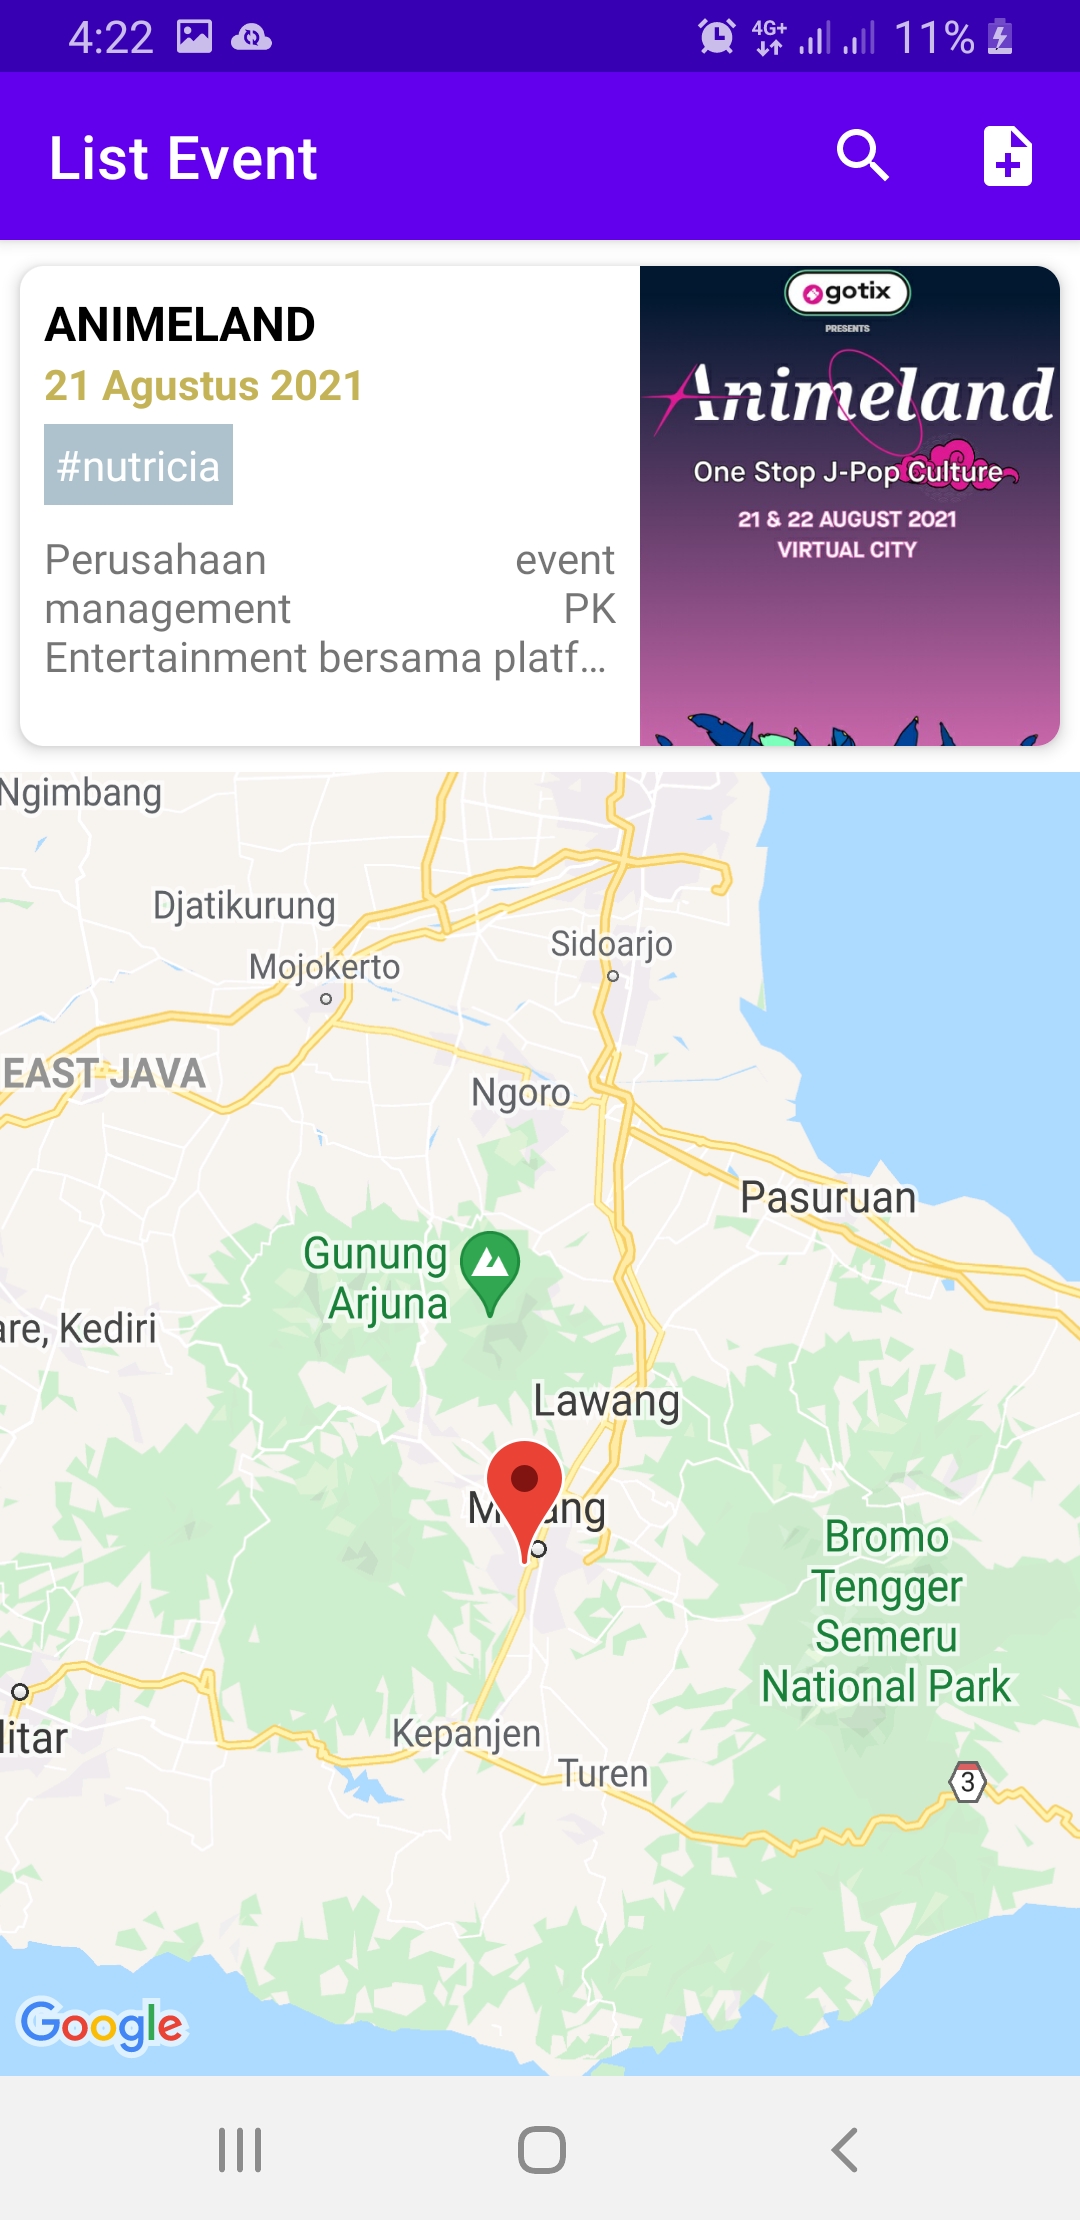 4:22 4G+ 11%
List Event
ANIMELAND
21 Agustus 2021
#nutricia
Perusahaan event
management PK
Entertainment bersama platf...
gotix
PRESENTS
Animeland
One Stop J-Pop Culture
21 & 22 AUGUST 2021
VIRTUAL CITY
Ngimbang
Djatikurung
Sidoarjo
Mojokerto
EAST JAVA
Ngoro
Pasuruan
Gunung
Arjuna
are, Kediri
Lawang
M ang
Bromo
Tengger
Semeru
National Park
litar
Kepanjen
Turen
3
Google